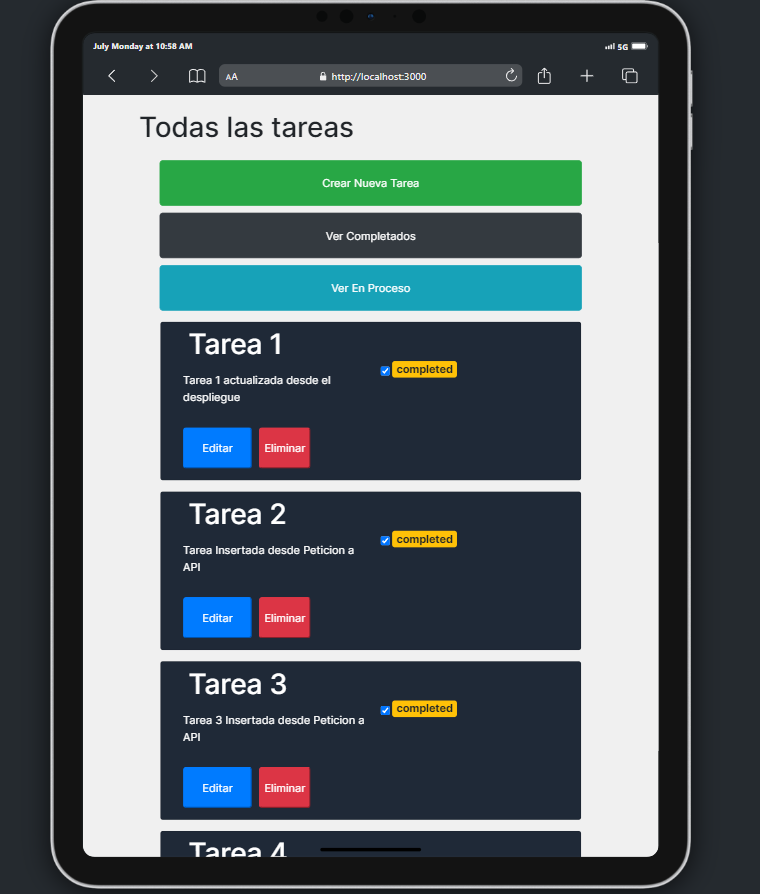 July Monday at 10:58 AM
5G
AA
http://localhost:3000
Todas las tareas
Crear Nueva Tarea
Ver Completados
Ver En Proceso
Tarea 1
completed
Tarea 1 actualizada desde el
despliegue
Editar Eliminar
Tarea 2
completed
Tarea Insertada desde Peticion a
API
Editar Eliminar
Tarea 3
completed
Tarea 3 Insertada desde Peticion a
API
Editar Eliminar
Tarea 4